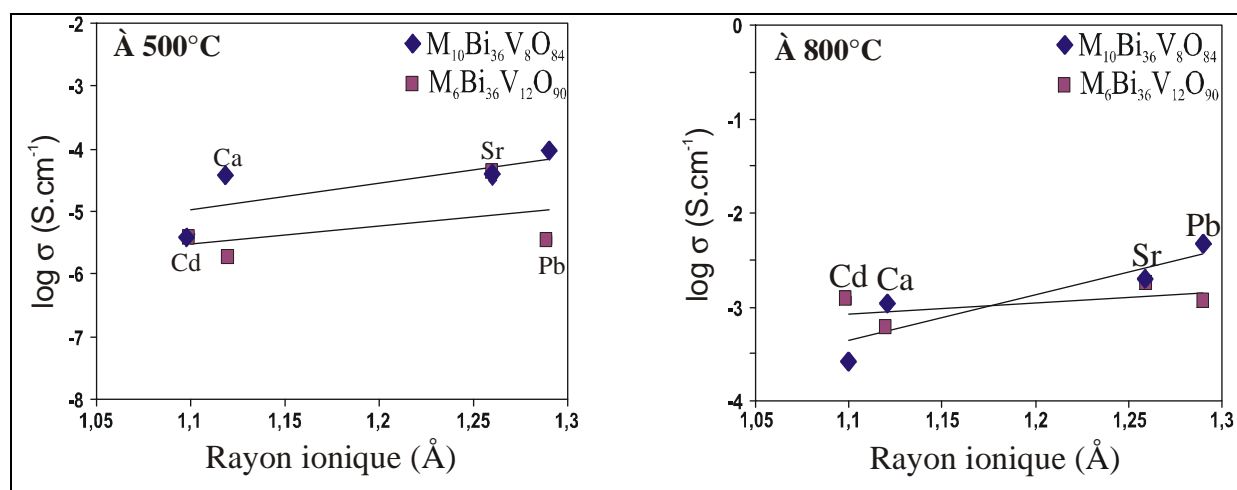 À 500°C
M₁₀Bi₃₆V₈O₈₄
M₆Bi₃₆V₁₂O₉₀
log σ (S.cm⁻¹)
-2
-3
-4
-5
-6
-7
-8
Ca
Sr
Cd
Pb
1,05
1,1
1,15
1,2
1,25
1,3
Rayon ionique (Å)
À 800°C
M₁₀Bi₃₆V₈O₈₄
M₆Bi₃₆V₁₂O₉₀
log σ (S.cm⁻¹)
0
-1
-2
-3
-4
Cd
Ca
Sr
Pb
1,05
1,1
1,15
1,2
1,25
1,3
Rayon ionique (Å)